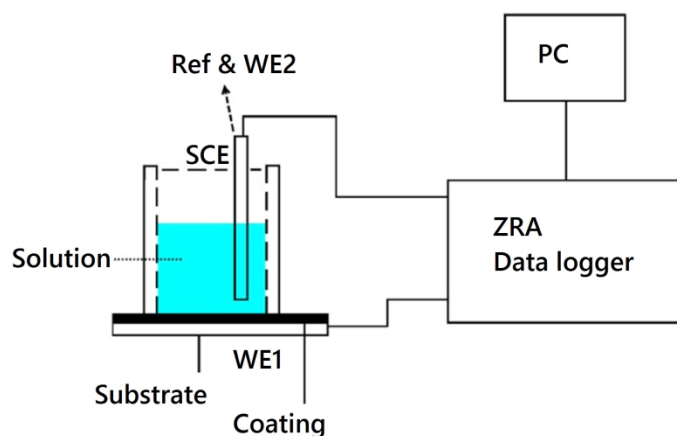 Ref & WE2
PC
SCE
ZRA
Data logger
Solution
WE1
Substrate
Coating